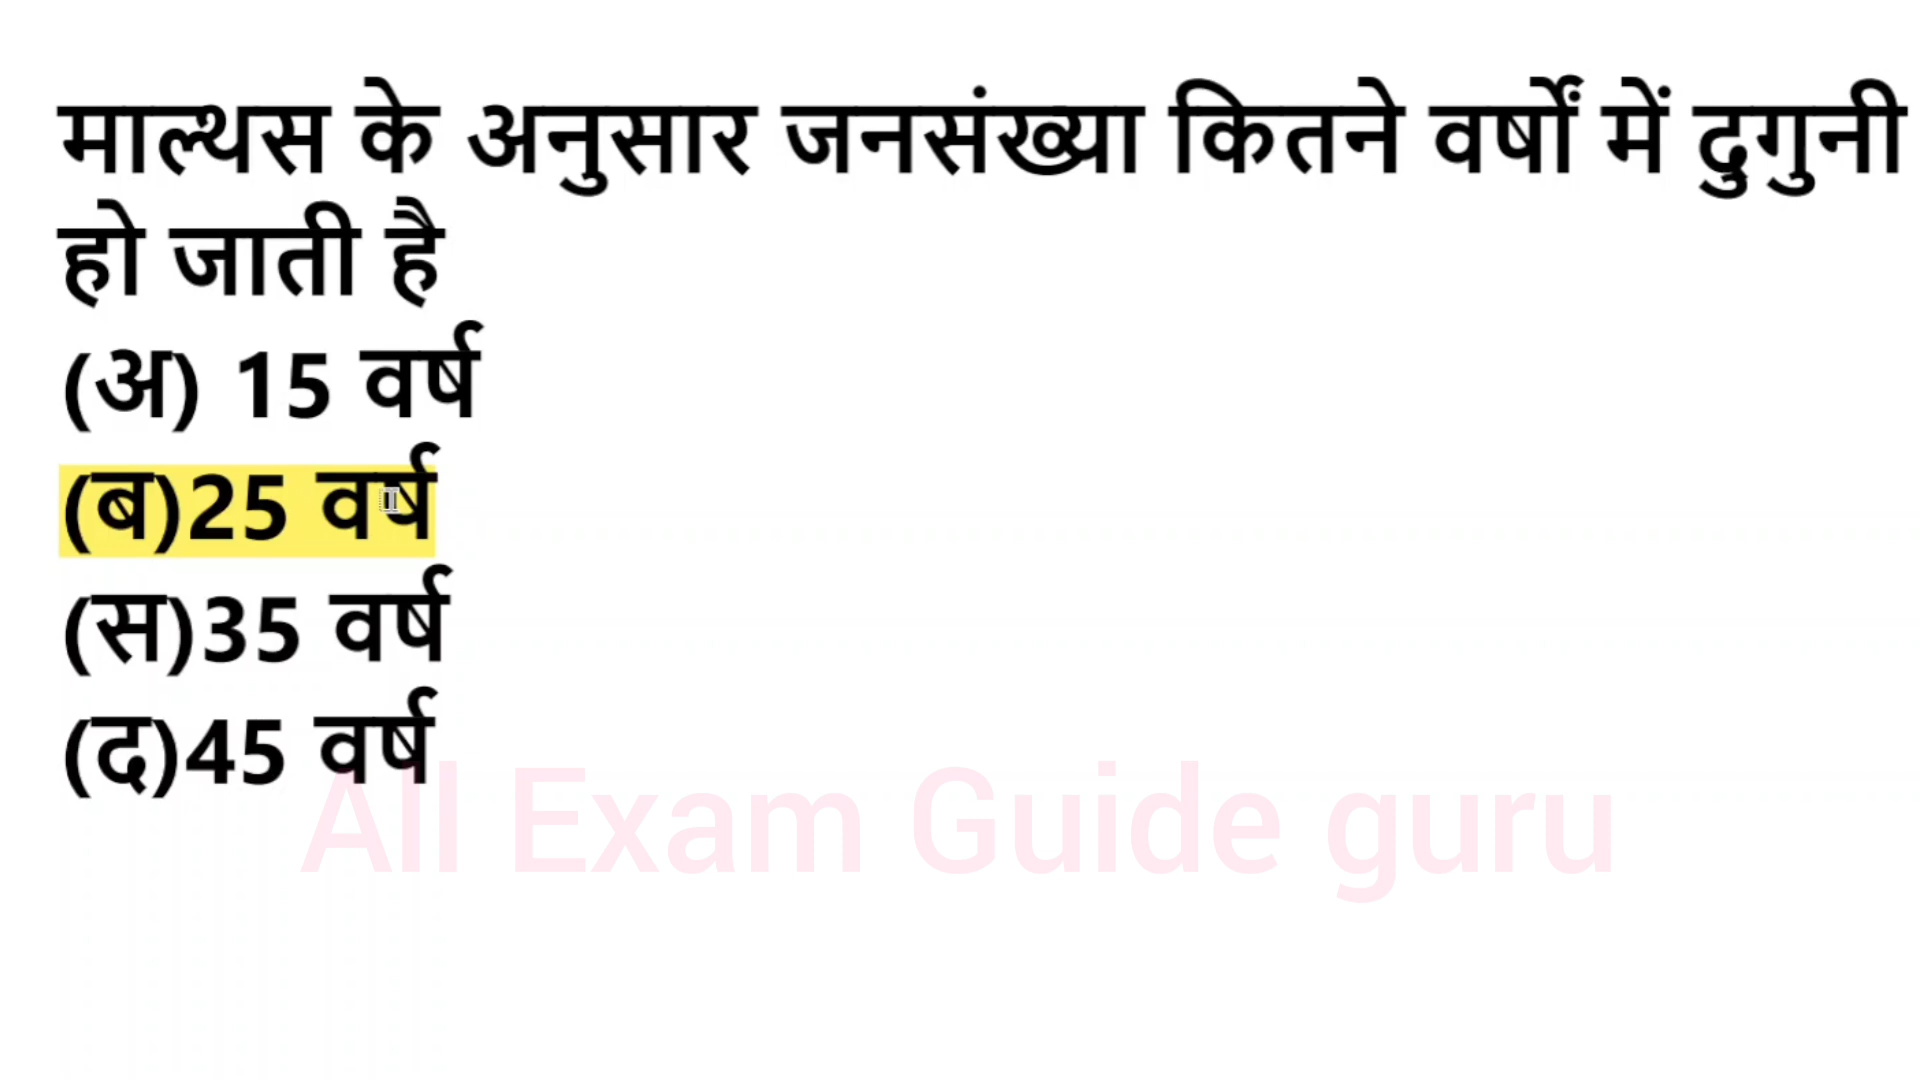 माल्थस के अनुसार जनसंख्या कितने वर्षों में दुगुनी
हो जाती है
(अ) 15 वर्ष
(ब)25 वर्ष
(स)35 वर्ष
(द)45 वर्ष
All Exam Guide guru